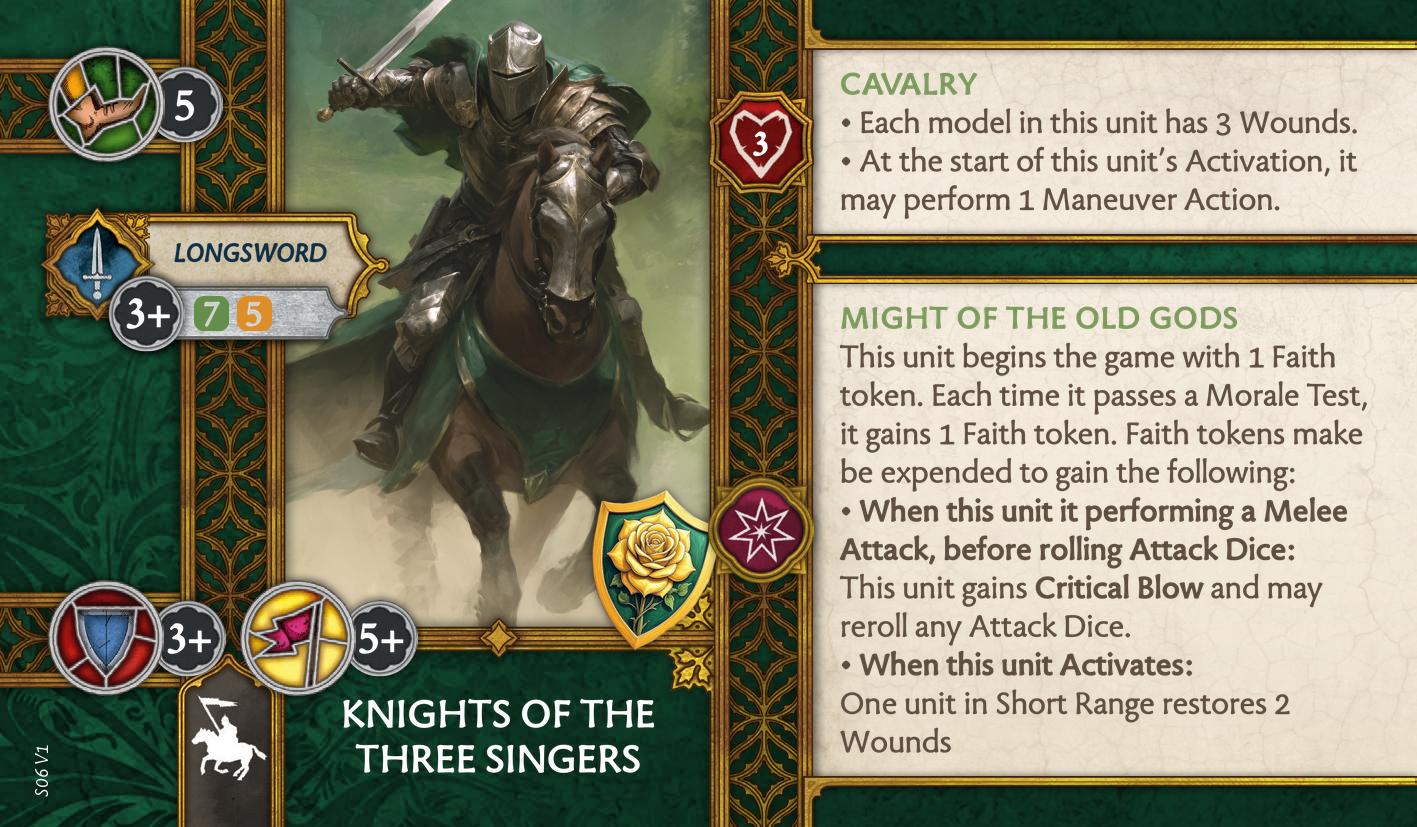 5
LONGSWORD
3+ 7 5
3+
5+
KNIGHTS OF THE
THREE SINGERS
S06 V1
3
CAVALRY
• Each model in this unit has 3 Wounds.
• At the start of this unit's Activation, it
may perform 1 Maneuver Action.
MIGHT OF THE OLD GODS
This unit begins the game with 1 Faith
token. Each time it passes a Morale Test,
it gains 1 Faith token. Faith tokens make
be expended to gain the following:
• When this unit it performing a Melee
Attack, before rolling Attack Dice:
This unit gains Critical Blow and may
reroll any Attack Dice.
• When this unit Activates:
One unit in Short Range restores 2
Wounds